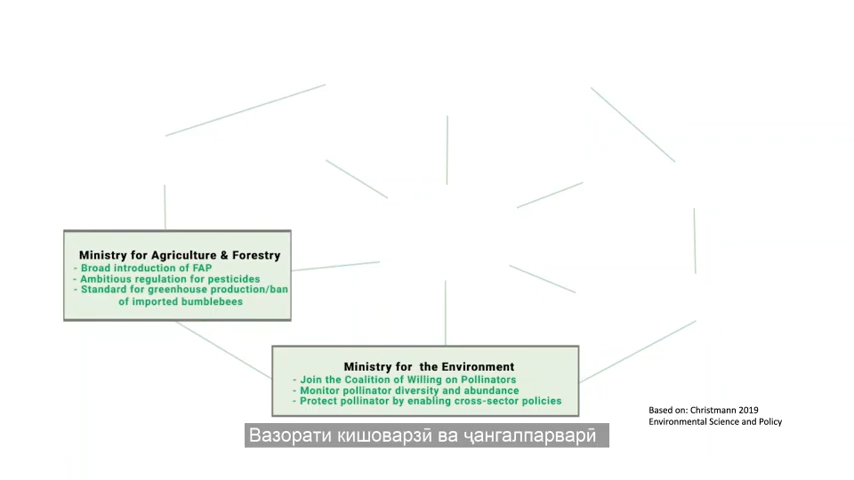 Ministry for Agriculture & Forestry
- Broad introduction of FAP
- Ambitious regulation for pesticides
- Standard for greenhouse production/ban
of imported bumblebees
Ministry for the Environment
- Join the Coalition of Willing on Pollinators
- Monitor pollinator diversity and abundance
- Protect pollinator by enabling cross-sector policies
Based on: Christmann 2019
Environmental Science and Policy
Вазорати кишоварзӣ ва ҷангалпарварӣ